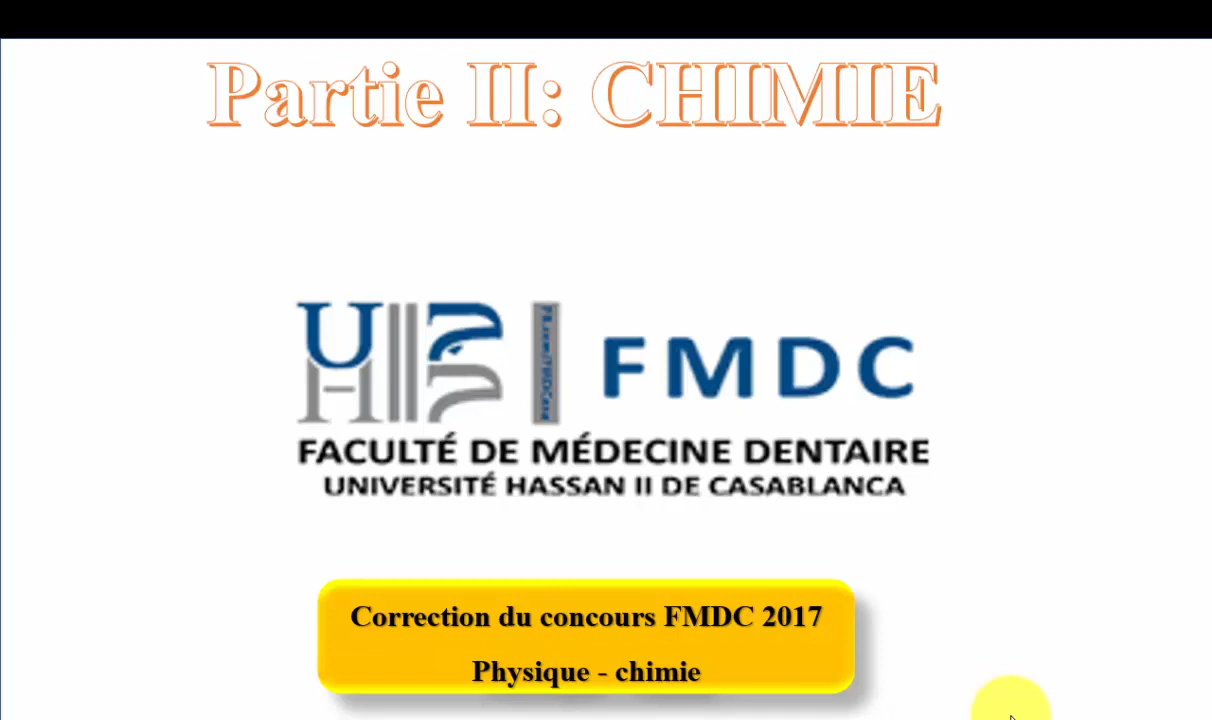 Partie II: CHIMIE
UH
FMDC
FACULTÉ DE MÉDECINE DENTAIRE
UNIVERSITÉ HASSAN II DE CASABLANCA
Correction du concours FMDC 2017
Physique - chimie